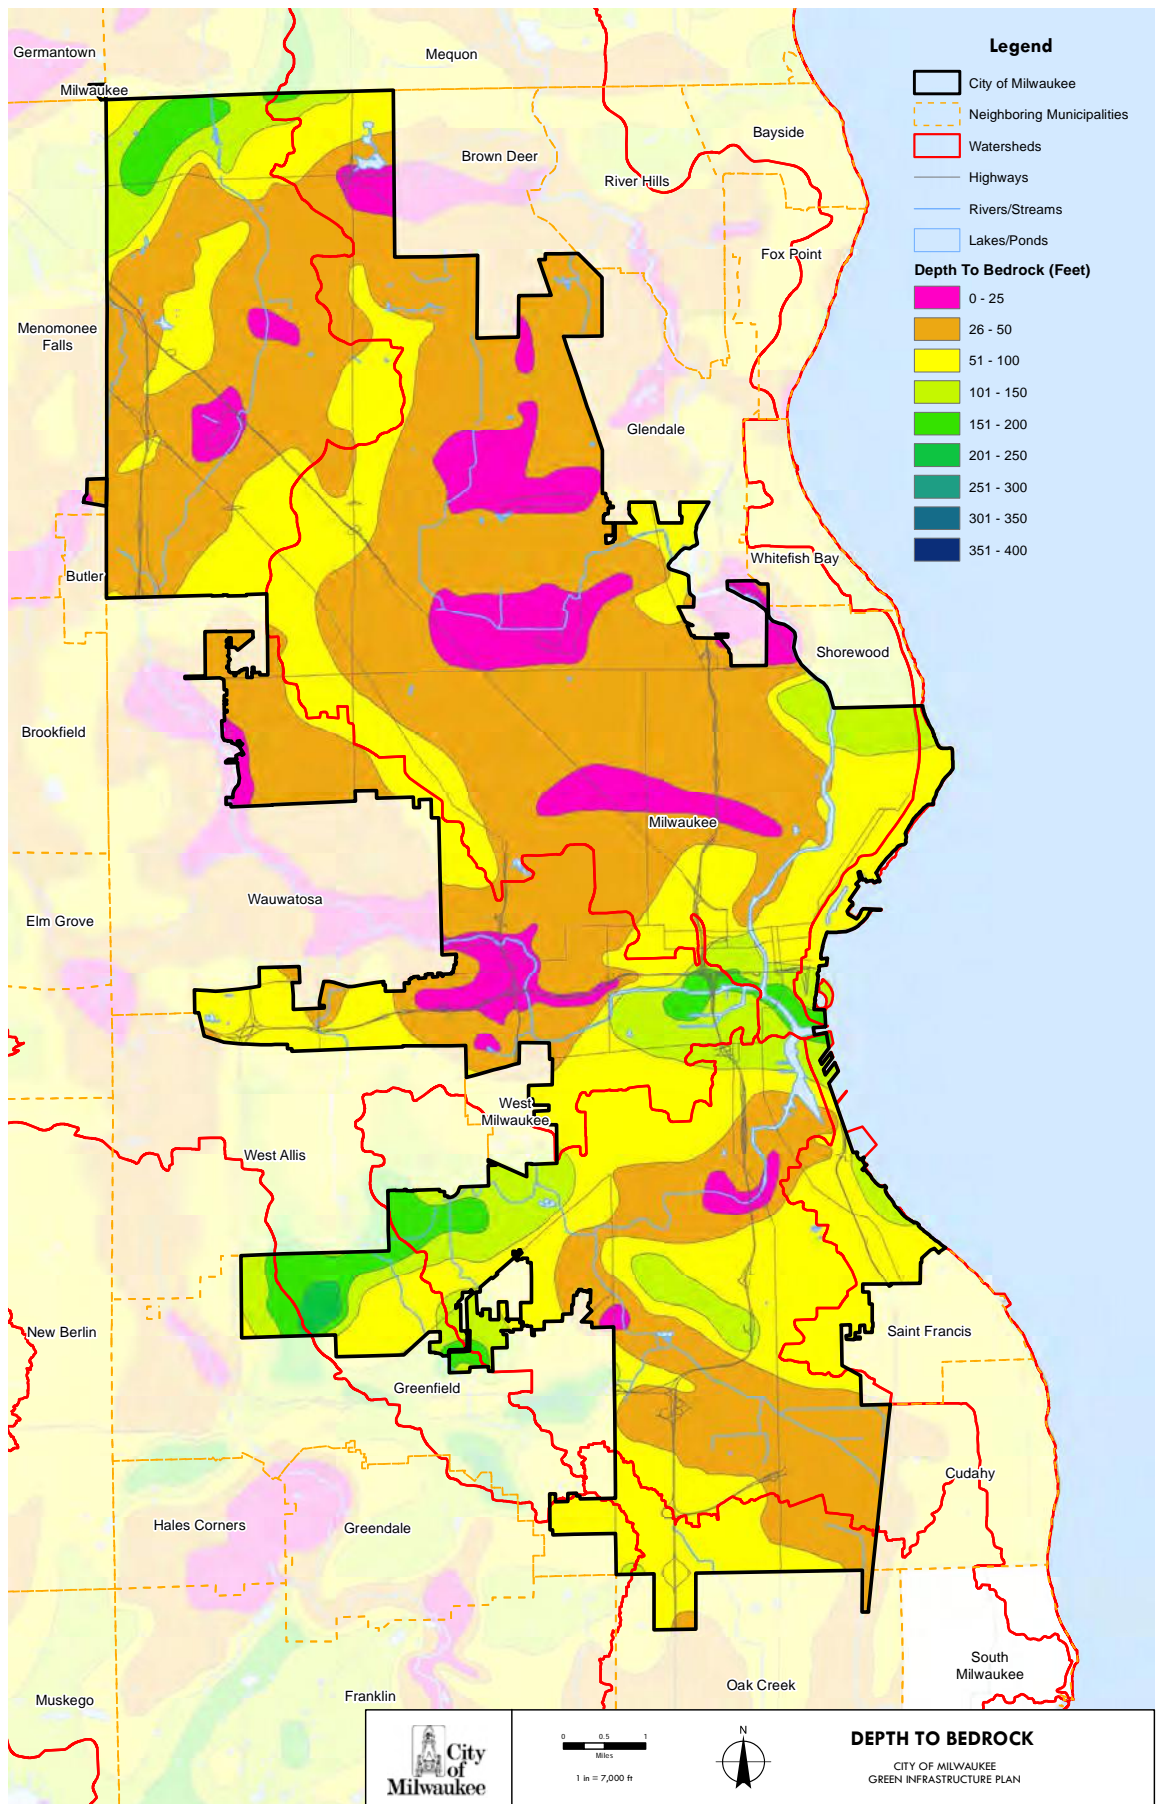 Legend
City of Milwaukee
Neighboring Municipalities
Watersheds
Highways
Rivers/Streams
Lakes/Ponds
Depth To Bedrock (Feet)
0 - 25
26 - 50
51 - 100
101 - 150
151 - 200
201 - 250
251 - 300
301 - 350
351 - 400
Germantown
Mequon
Milwaukee
Bayside
Brown Deer
River Hills
Fox Point
Menomonee
Falls
Glendale
Whitefish Bay
Butler
Shorewood
Brookfield
Milwaukee
Wauwatosa
Elm Grove
West
Milwaukee
West Allis
New Berlin
Saint Francis
Greenfield
Cudahy
Hales Corners
Greendale
South
Milwaukee
Oak Creek
Franklin
Muskego
City
of
Milwaukee
0 0.5 1
Miles
1 in = 7,000 ft
N
DEPTH TO BEDROCK
CITY OF MILWAUKEE
GREEN INFRASTRUCTURE PLAN